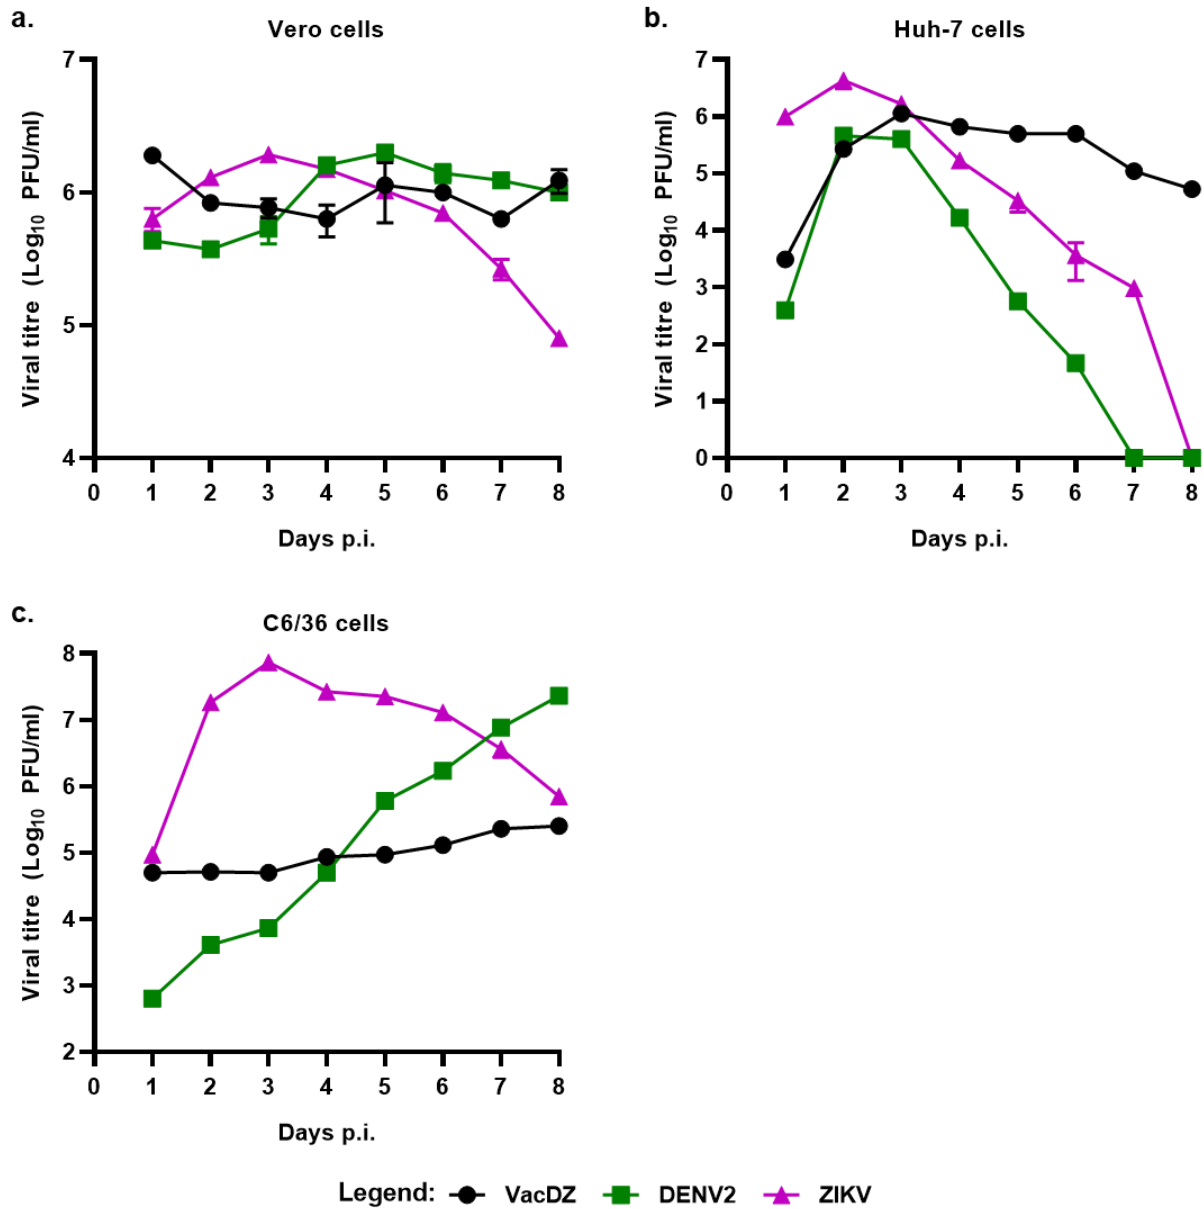 a.
Vero cells
Viral titre (Log₁₀ PFU/ml)
7
6
5
4
0 1 2 3 4 5 6 7 8
Days p.i.
b.
Huh-7 cells
Viral titre (Log₁₀ PFU/ml)
7
6
5
4
3
2
1
0
0 1 2 3 4 5 6 7 8
Days p.i.
c.
C6/36 cells
Viral titre (Log₁₀ PFU/ml)
8
7
6
5
4
3
2
0 1 2 3 4 5 6 7 8
Days p.i.
Legend: VacDZ DENV2 ZIKV